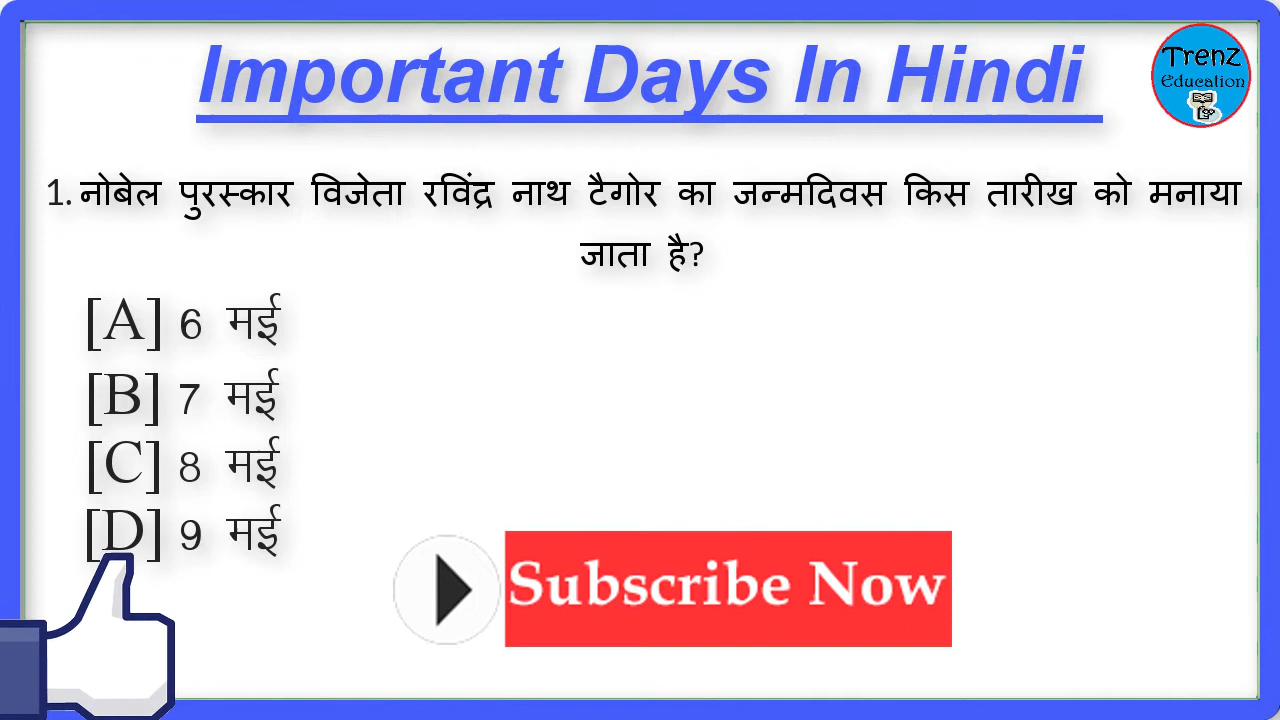 Important Days In Hindi
Trenz
Education
1. नोबेल पुरस्कार विजेता रविंद्र नाथ टैगोर का जन्मदिवस किस तारीख को मनाया
जाता है?
[A] 6 मई
[B] 7 मई
[C] 8 मई
[D] 9 मई
Subscribe Now